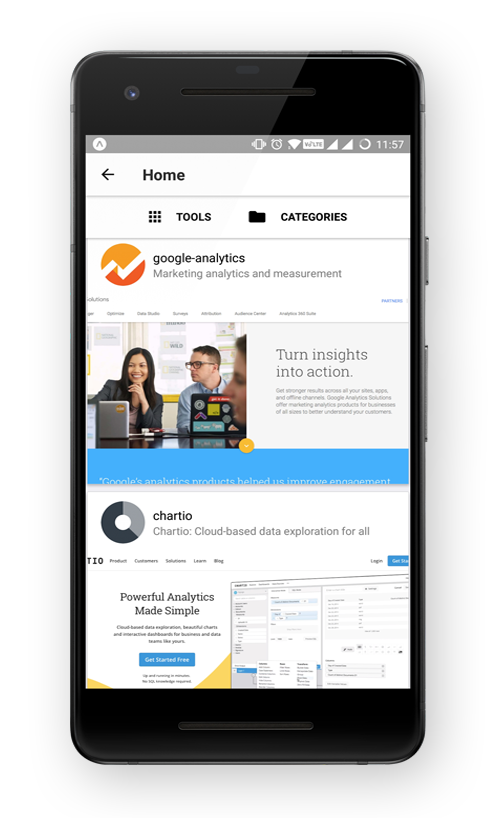 VoLTE 11:57
Home
TOOLS CATEGORIES
google-analytics
Marketing analytics and measurement
olutions PARTNERS
ger Optimize Data Studio Surveys Attribution Audience Center Analytics 360 Suite
Turn insights
into action.
Get stronger results across all your sites, apps,
and offline channels. Google Analytics Solutions
offer marketing analytics products for businesses
of all sizes to better understand your customers.
"Google's analytics products helped us improve engagement
chartio
Chartio: Cloud-based data exploration for all
TIO Product Customers Solutions Learn Blog Login Get Sta
Powerful Analytics
Made Simple
Cloud-based data exploration, beautiful charts
and interactive dashboards for business and data
teams like yours.
Get Started Free
Up and running in minutes.
No SQL knowledge required.